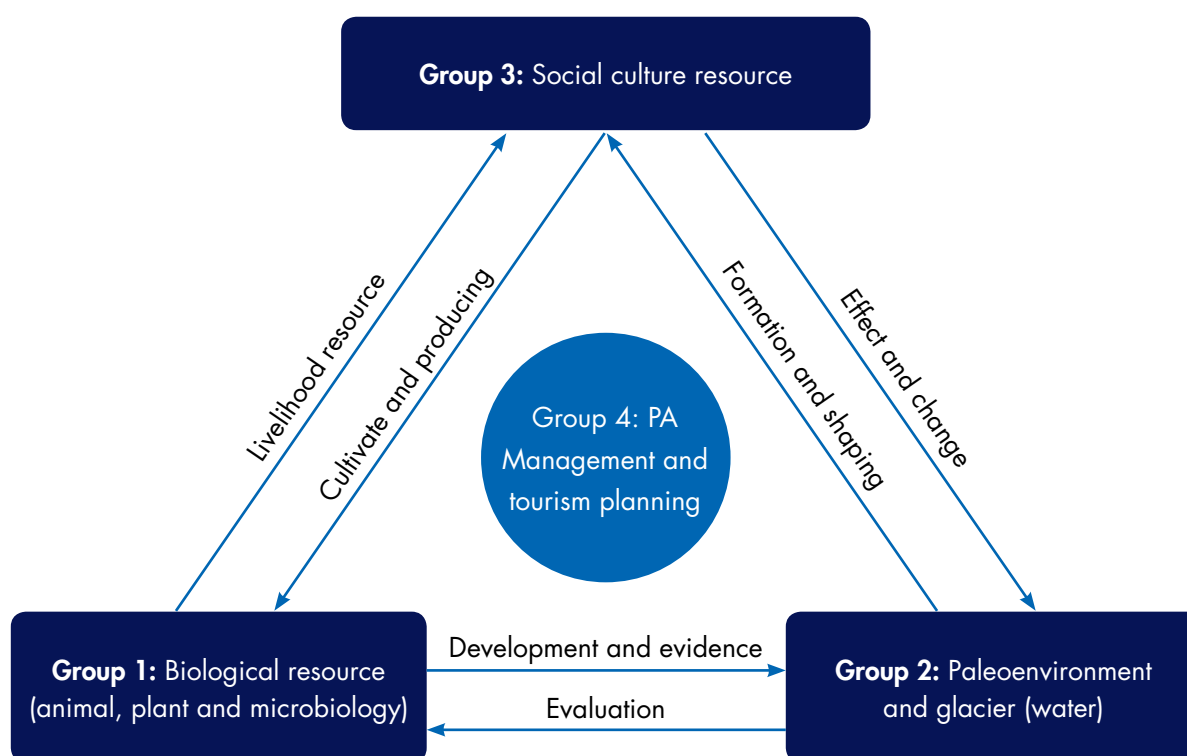 Group 3: Social culture resource
Livelihood resource
Cultivate and producing
Formation and shaping
Effect and change
Group 4: PA
Management and
tourism planning
Group 1: Biological resource
(animal, plant and microbiology)
Development and evidence
Evaluation
Group 2: Paleoenvironment
and glacier (water)